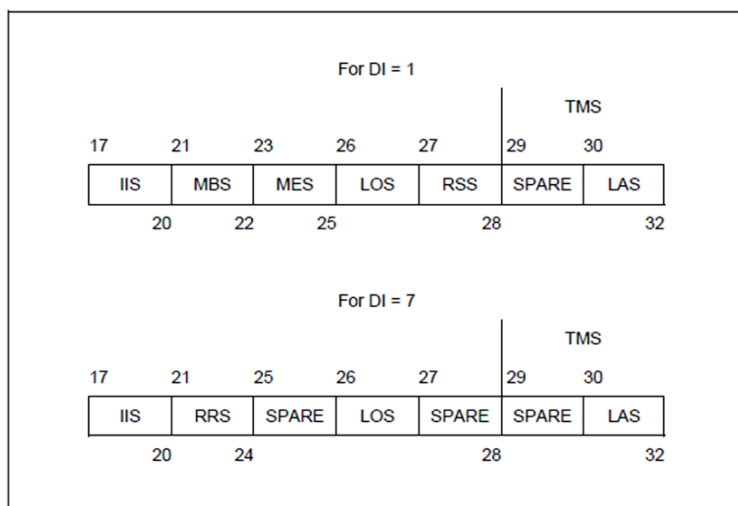 For DI = 1
TMS
17 21 23 26 27 29 30
IIS MBS MES LOS RSS SPARE LAS
20 22 25 28 32
For DI = 7
TMS
17 21 25 26 27 29 30
IIS RRS SPARE LOS SPARE SPARE LAS
20 24 28 32